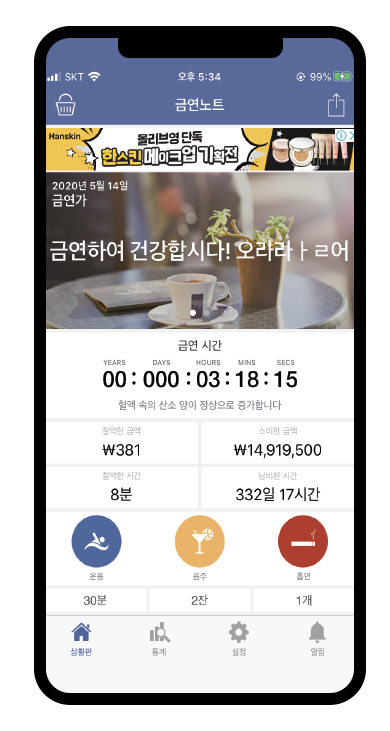 SKT 오후 5:34 99%
금연노트
Hanskin
올리브영 단독
한스킨 메이크업 기획전
2020년 5월 14일
금연가
금연하여 건강합시다! 오라라ㅏㄹ어
금연 시간
YEARS DAYS HOURS MINS SECS
00 : 000 : 03 : 18 : 15
혈액 속의 산소 양이 정상으로 증가합니다
절약한 금액 소비한 금액
₩381 ₩14,919,500
절약한 시간 낭비된 시간
8분 332일 17시간
운동 음주 흡연
30분 2잔 1개
상황판 통계 설정 알림